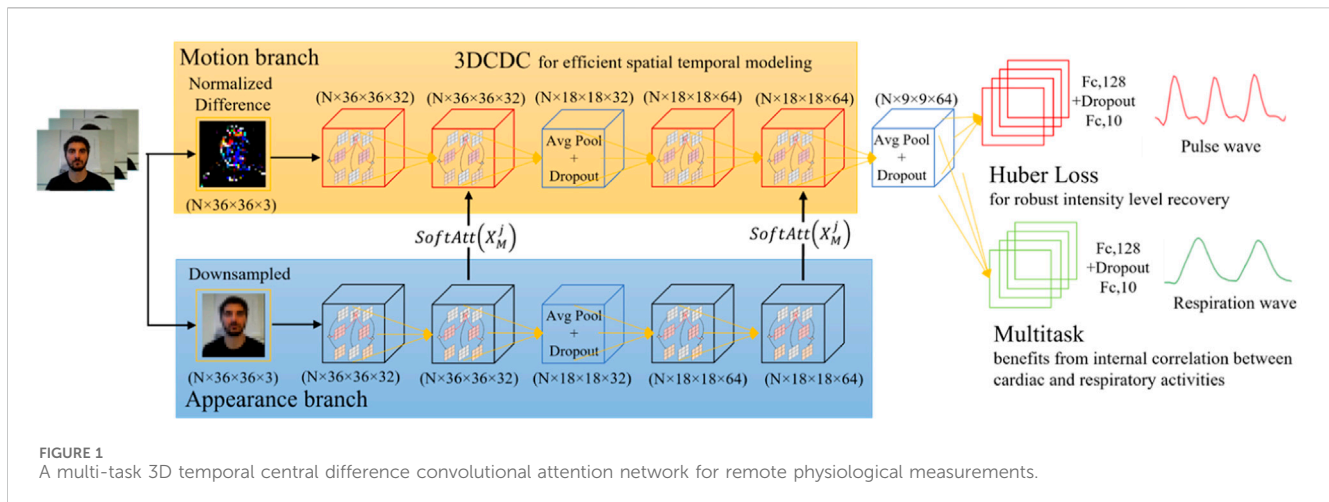 Motion branch
3DCDC for efficient spatial temporal modeling
Normalized
Difference
(N×36×36×3)
(N×36×36×32)
(N×36×36×32)
(N×18×18×32)
(N×18×18×64)
(N×18×18×64)
(N×9×9×64)
Avg Pool
+
Dropout
Avg Pool
+
Dropout
SoftAtt(X_M^j)
SoftAtt(X_M^j)
Downsampled
(N×36×36×3)
Avg Pool
+
Dropout
(N×36×36×32)
(N×36×36×32)
(N×18×18×32)
(N×18×18×64)
(N×18×18×64)
Appearance branch
Fc,128
+Dropout
Fc,10
Pulse wave
Huber Loss
for robust intensity level recovery
Fc,128
+Dropout
Fc,10
Respiration wave
Multitask
benefits from internal correlation between
cardiac and respiratory activities
FIGURE 1
A multi-task 3D temporal central difference convolutional attention network for remote physiological measurements.